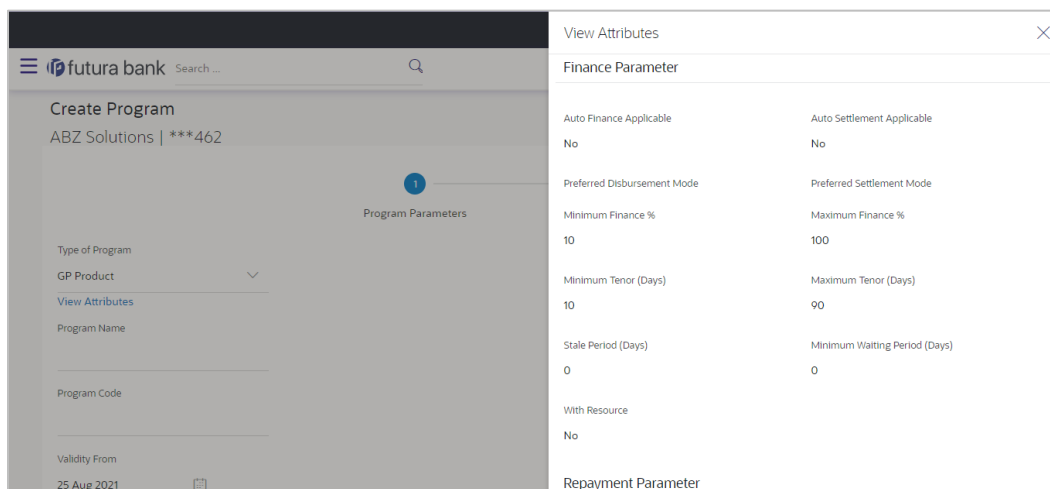 futura bank Search ...
Create Program
ABZ Solutions | ***462
1
Program Parameters
Type of Program
GP Product
View Attributes
Program Name
Program Code
Validity From
25 Aug 2021
View Attributes
Finance Parameter
Auto Finance Applicable Auto Settlement Applicable
No No
Preferred Disbursement Mode Preferred Settlement Mode
Minimum Finance % Maximum Finance %
10 100
Minimum Tenor (Days) Maximum Tenor (Days)
10 90
Stale Period (Days) Minimum Waiting Period (Days)
0 0
With Resource
No
Repayment Parameter